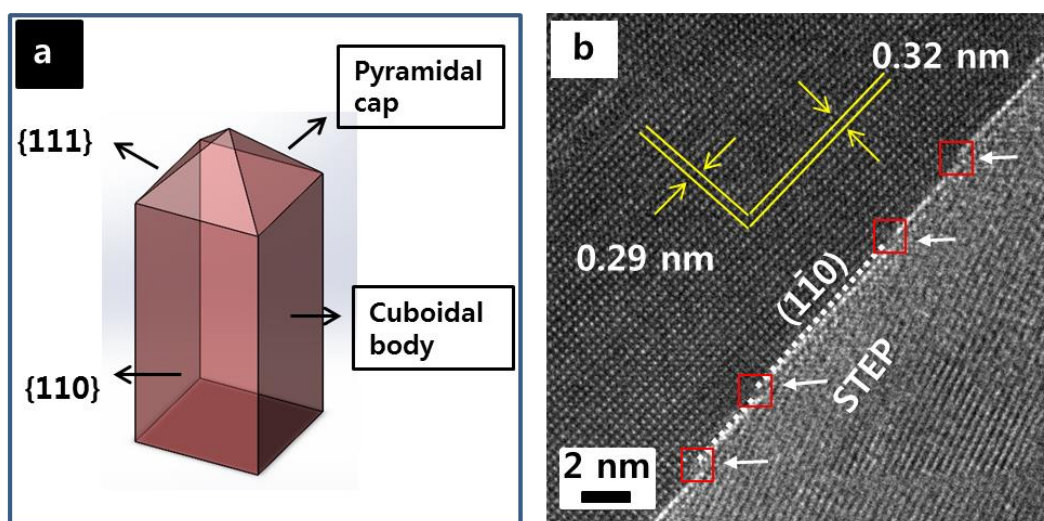 a
Pyramidal
cap
{111}
Cuboidal
body
{110}
b
0.32 nm
0.29 nm
(11̄0)
STEP
2 nm